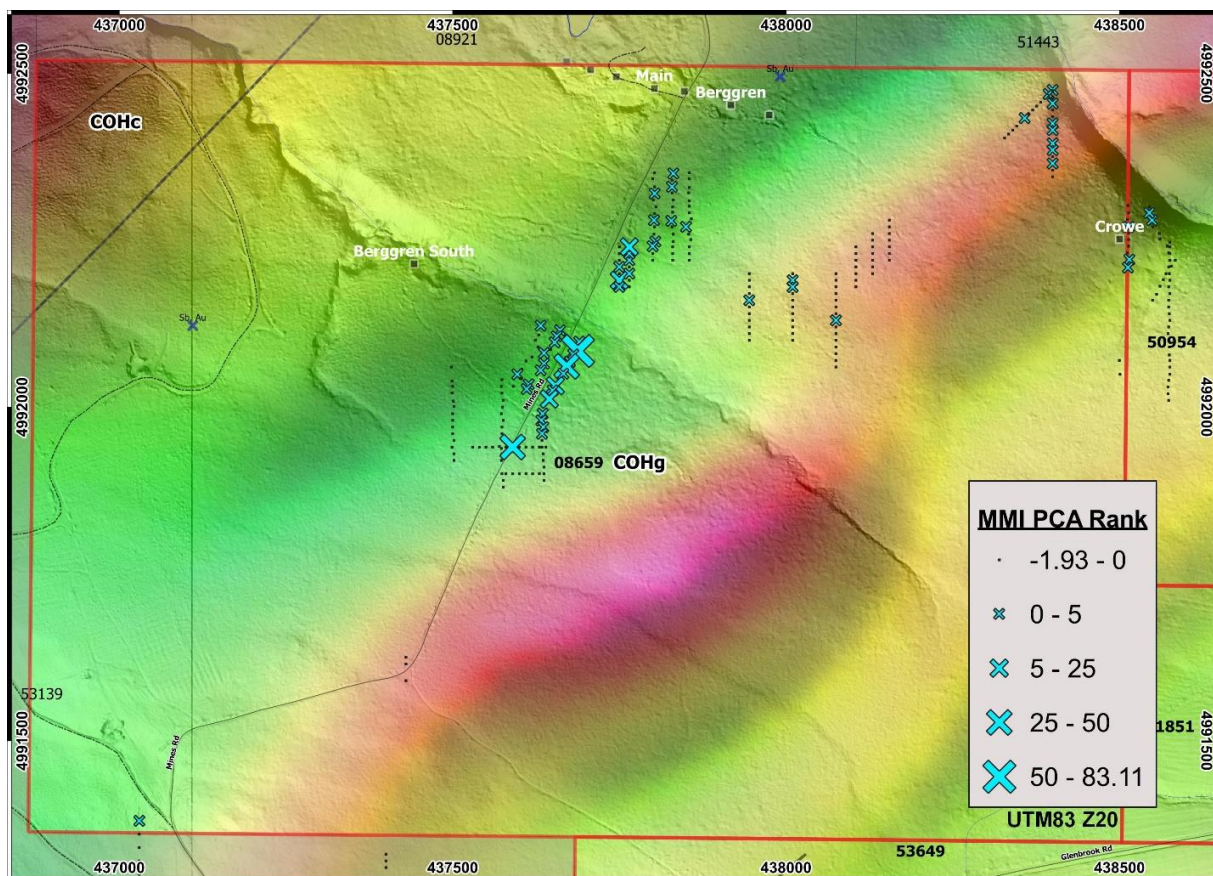 437000
437500
438000
438500
08921
51443
4992500
4992500
Main
Sb, Au
Berggren
COHc
Crowe
Berggren South
Sb, Au
50954
4992000
Mines Rd
4992000
08659
COHg
MMI PCA Rank
-1.93 - 0
0 - 5
5 - 25
25 - 50
50 - 83.11
53139
4991500
Mines Rd
1851
4991500
UTM83 Z20
53649
Glenbrook Rd
437000
437500
438000
438500